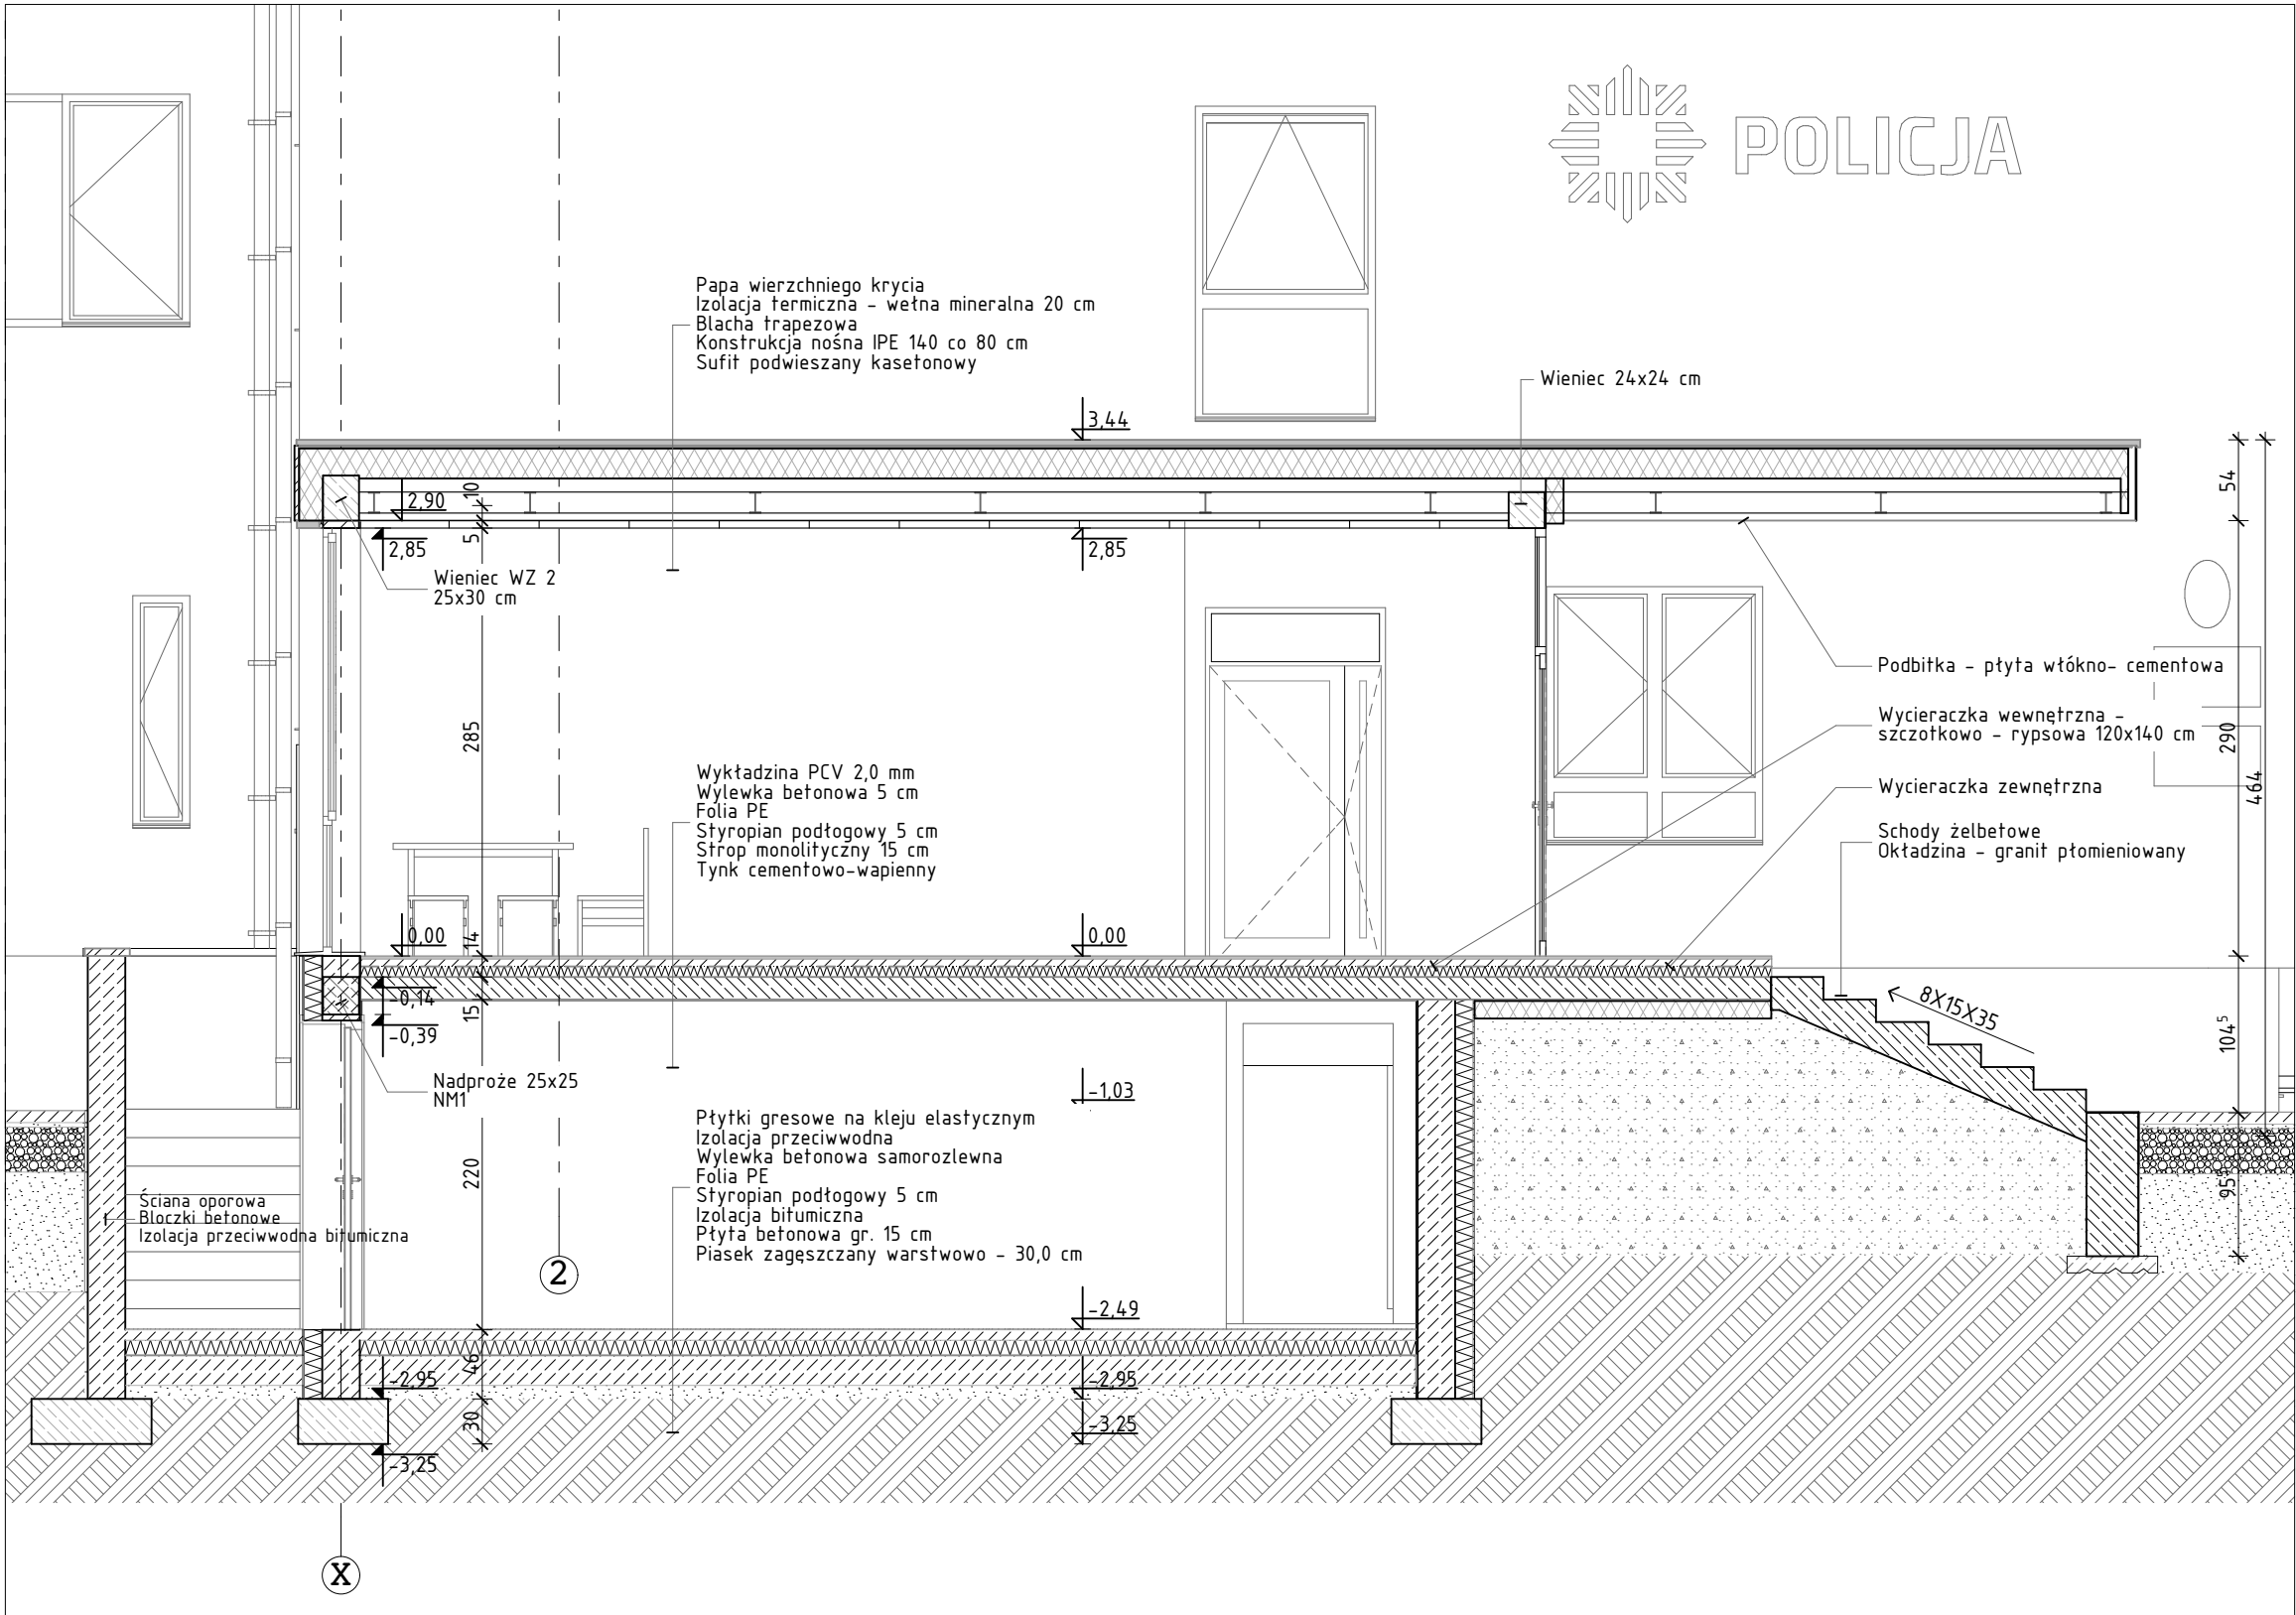 POLICJA
Papa wierzchniego krycia
Izolacja termiczna - wełna mineralna 20 cm
Blacha trapezowa
Konstrukcja nośna IPE 140 co 80 cm
Sufit podwieszany kasetonowy
Wieniec 24x24 cm
3,44
54
10
2,90
5
2,85
2,85
Wieniec WZ 2
25x30 cm
Podbitka - płyta włókno- cementowa
Wycieraczka wewnętrzna -
szczotkowo - rypsowa 120x140 cm
285
290
464
Wykładzina PCV 2,0 mm
Wylewka betonowa 5 cm
Folia PE
Styropian podłogowy 5 cm
Strop monolityczny 15 cm
Tynk cementowo-wapienny
Wycieraczka zewnętrzna
Schody żelbetowe
Okładzina - granit płomieniowany
0,00
14
0,00
-0,14
15
-0,39
8X15X35
104⁵
Nadproże 25x25
NM1
-1,03
Płytki gresowe na kleju elastycznym
Izolacja przeciwwodna
Wylewka betonowa samorozlewna
Folia PE
Styropian podłogowy 5 cm
Izolacja bitumiczna
Płyta betonowa gr. 15 cm
Piasek zagęszczany warstwowo - 30,0 cm
220
95⁵
Ściana oporowa
Bloczki betonowe
Izolacja przeciwwodna bitumiczna
2
-2,49
46
-2,95
-2,95
30
-3,25
-3,25
X